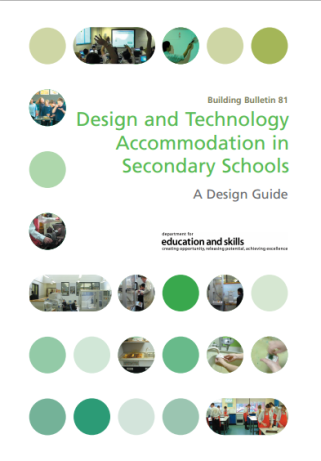 Building Bulletin 81
Design and Technology
Accommodation in
Secondary Schools
A Design Guide
department for
education and skills
creating opportunity, releasing potential, achieving excellence